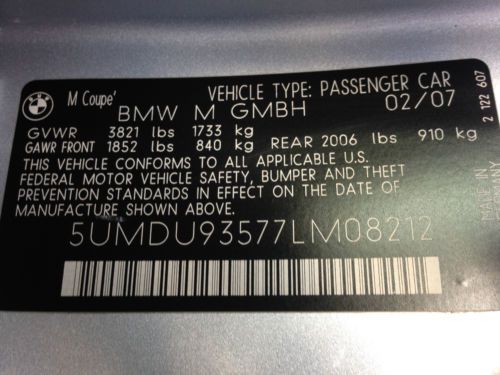 BMW
M Coupe'
VEHICLE TYPE: PASSENGER CAR
BMW M GMBH 02/07
GVWR 3821 lbs 1733 kg
GAWR FRONT 1852 lbs 840 kg REAR 2006 lbs 910 kg
THIS VEHICLE CONFORMS TO ALL APPLICABLE U.S.
FEDERAL MOTOR VEHICLE SAFETY, BUMPER AND THEFT
PREVENTION STANDARDS IN EFFECT ON THE DATE OF
MANUFACTURE SHOWN ABOVE.
5UMDU93577LM08212
2 122 607
MADE IN